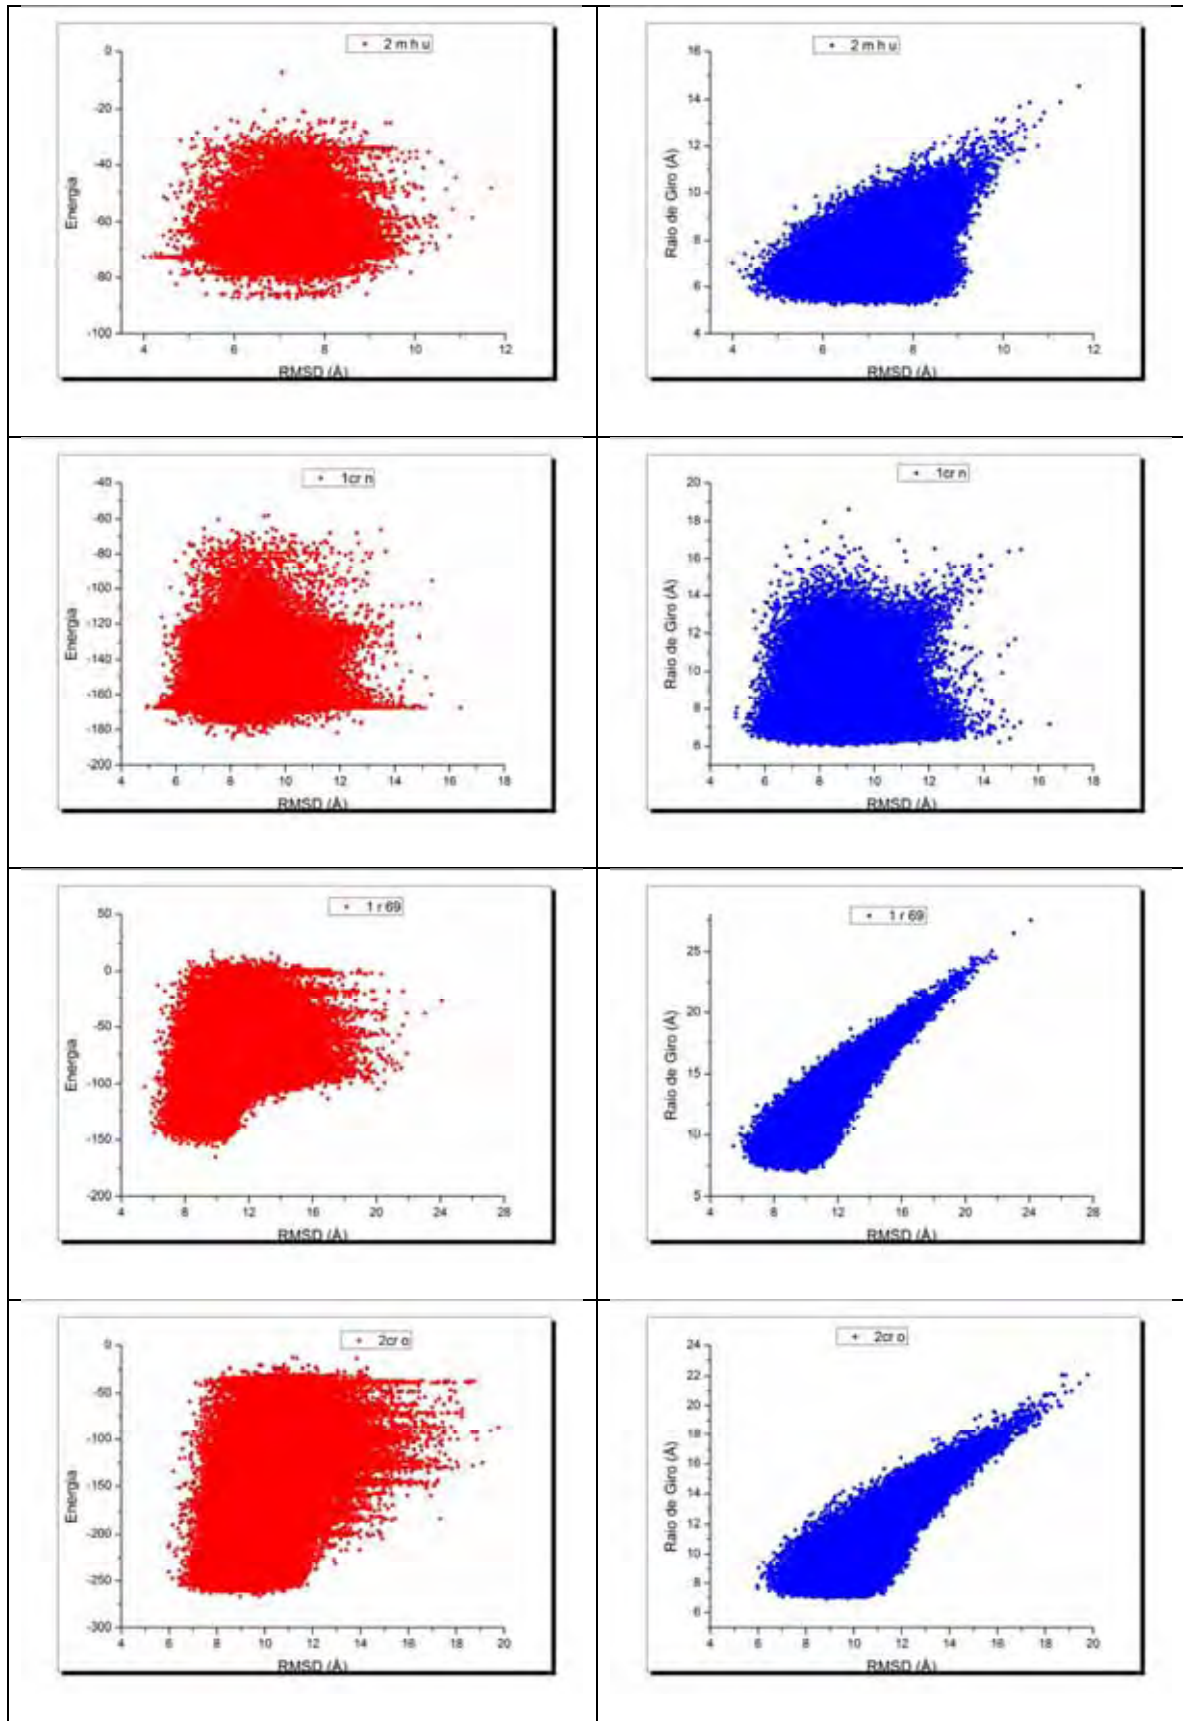 2 m h u
0
-20
-40
-60
-80
-100
Energia
4 6 8 10 12
RMSD (Å)
2 m h u
16
14
12
10
8
6
4
Raio de Giro (Å)
4 6 8 10 12
RMSD (Å)
1cr n
-40
-60
-80
-100
-120
-140
-160
-180
-200
Energia
4 6 8 10 12 14 16 18
RMSD (Å)
1cr n
20
18
16
14
12
10
8
6
Raio de Giro (Å)
4 6 8 10 12 14 16 18
RMSD (Å)
1 r 69
50
0
-50
-100
-150
-200
Energia
4 8 12 16 20 24 28
RMSD (Å)
1 r 69
25
20
15
10
5
Raio de Giro (Å)
4 8 12 16 20 24 28
RMSD (Å)
2cr o
0
-50
-100
-150
-200
-250
-300
Energia
4 6 8 10 12 14 16 18 20
RMSD (Å)
2cr o
24
22
20
18
16
14
12
10
8
6
Raio de Giro (Å)
4 6 8 10 12 14 16 18 20
RMSD (Å)